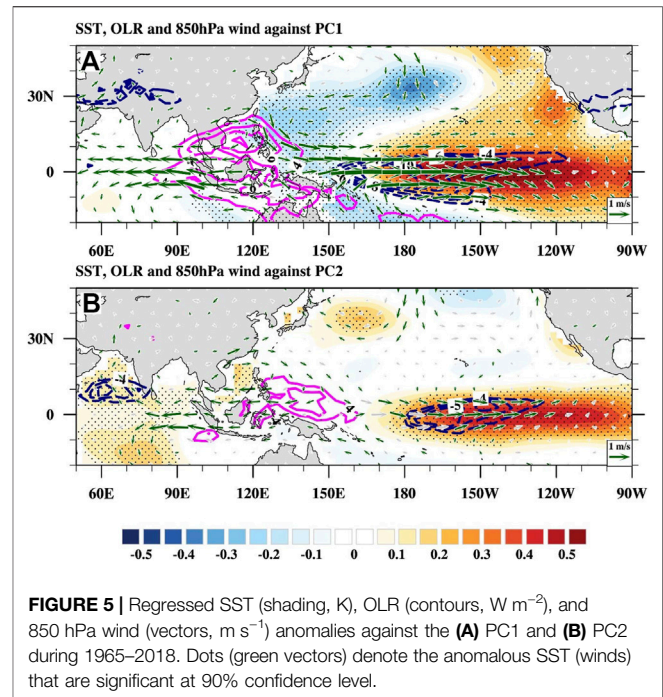 SST, OLR and 850hPa wind against PC1
A
30N
0
-4
-4
1 m/s
60E 90E 120E 150E 180 150W 120W 90W
SST, OLR and 850hPa wind against PC2
B
30N
0
-5
-4
1 m/s
60E 90E 120E 150E 180 150W 120W 90W
-0.5 -0.4 -0.3 -0.2 -0.1 0 0.1 0.2 0.3 0.4 0.5
FIGURE 5 | Regressed SST (shading, K), OLR (contours, W m−2), and
850 hPa wind (vectors, m s−1) anomalies against the (A) PC1 and (B) PC2
during 1965–2018. Dots (green vectors) denote the anomalous SST (winds)
that are significant at 90% confidence level.